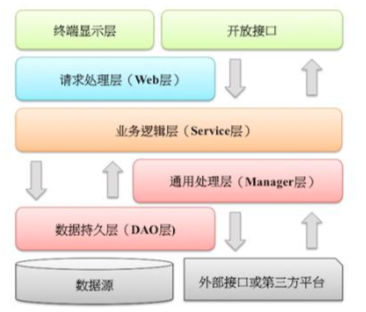 终端显示层
开放接口
请求处理层（Web层）
业务逻辑层（Service层）
通用处理层（Manager层）
数据持久层（DAO层)
数据源
外部接口或第三方平台